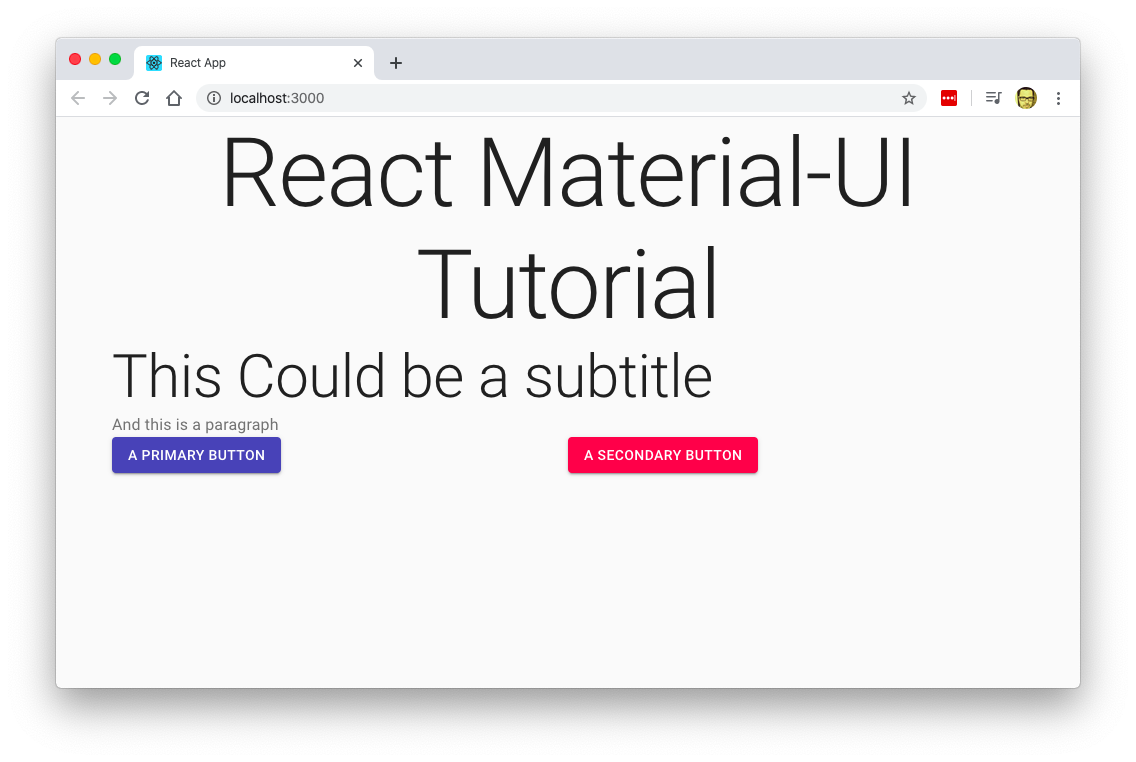 React App
localhost:3000
React Material-UI
Tutorial
This Could be a subtitle
And this is a paragraph
A PRIMARY BUTTON A SECONDARY BUTTON